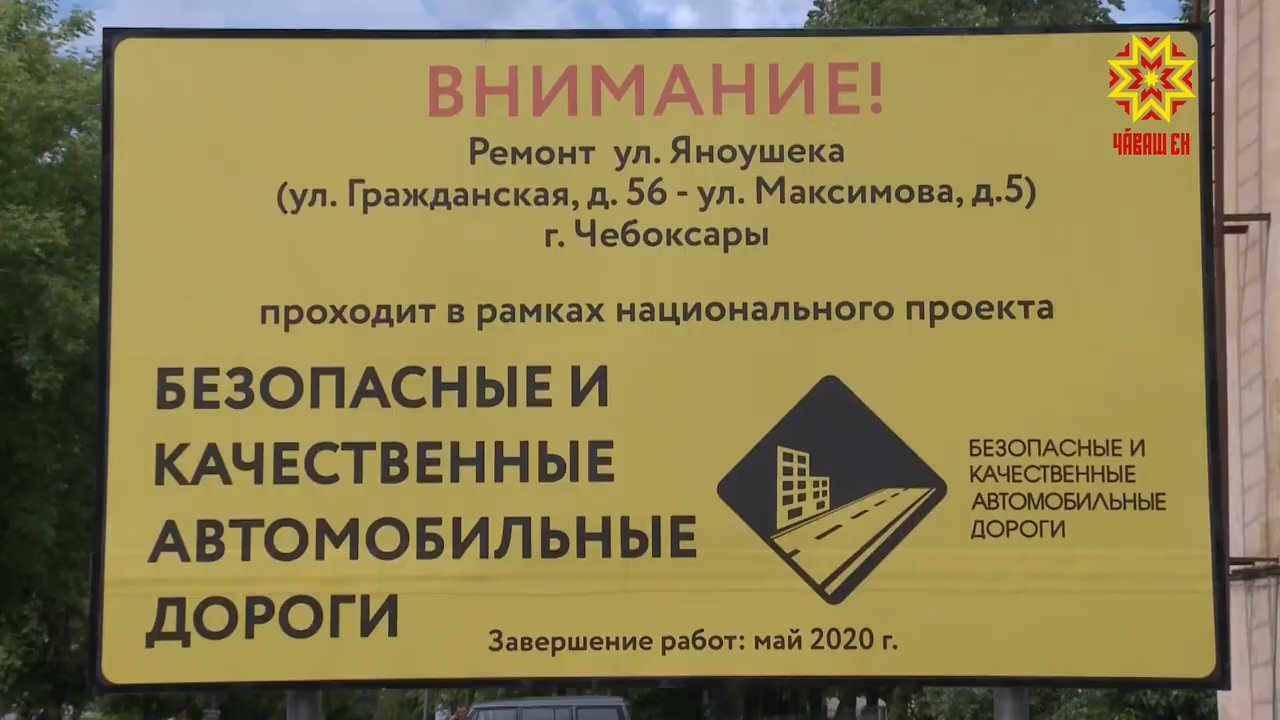 ВНИМАНИЕ!
Ремонт ул. Яноушека
(ул. Гражданская, д. 56 - ул. Максимова, д.5)
г. Чебоксары
проходит в рамках национального проекта
БЕЗОПАСНЫЕ И
КАЧЕСТВЕННЫЕ
АВТОМОБИЛЬНЫЕ
ДОРОГИ
БЕЗОПАСНЫЕ И
КАЧЕСТВЕННЫЕ
АВТОМОБИЛЬНЫЕ
ДОРОГИ
Завершение работ: май 2020 г.
ЧĂВАШ ЕН